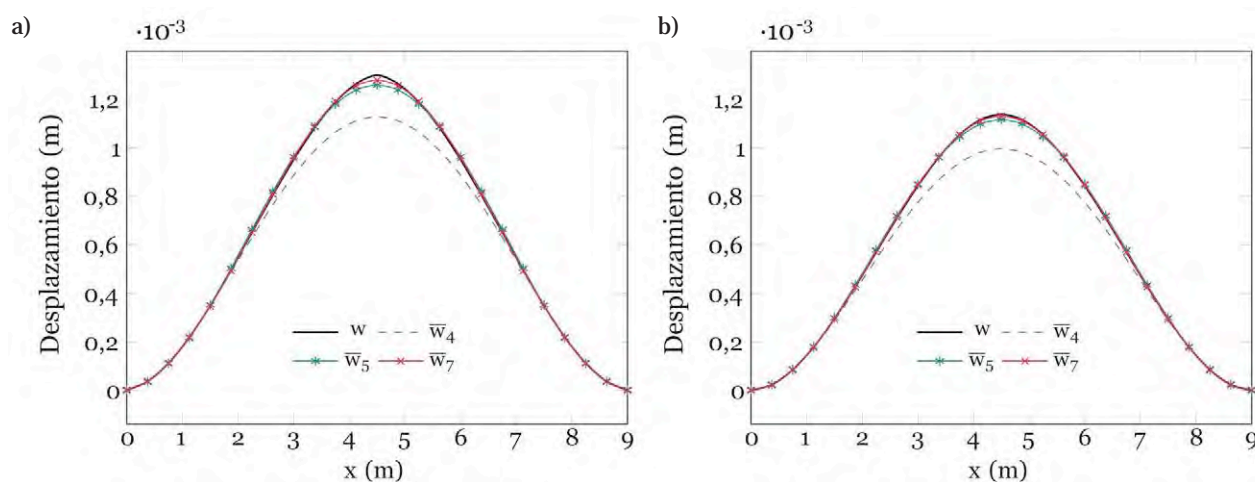 a)
·10⁻³
Desplazamiento (m)
1,2
1
0,8
0,6
0,4
0,2
0
w
w̅₄
w̅₅
w̅₇
0 1 2 3 4 5 6 7 8 9
x (m)
b)
·10⁻³
Desplazamiento (m)
1,2
1
0,8
0,6
0,4
0,2
0
w
w̅₄
w̅₅
w̅₇
0 1 2 3 4 5 6 7 8 9
x (m)